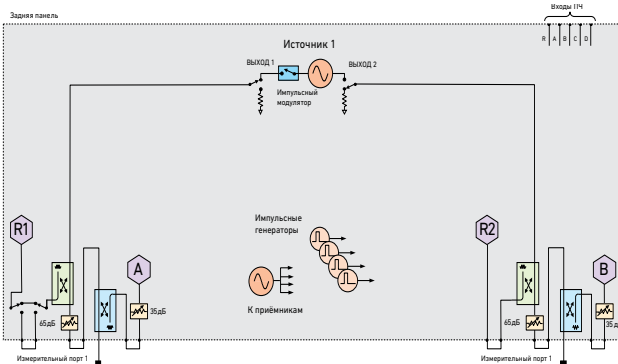 Входы ПЧ
Задняя панель
R A B C D
Источник 1
ВЫХОД 1
ВЫХОД 2
Импульсный
модулятор
Импульсные
генераторы
R1
A
R2
B
К приёмникам
65дБ
35дБ
65дБ
35 д
Измерительный порт 1
Измерительный порт 1